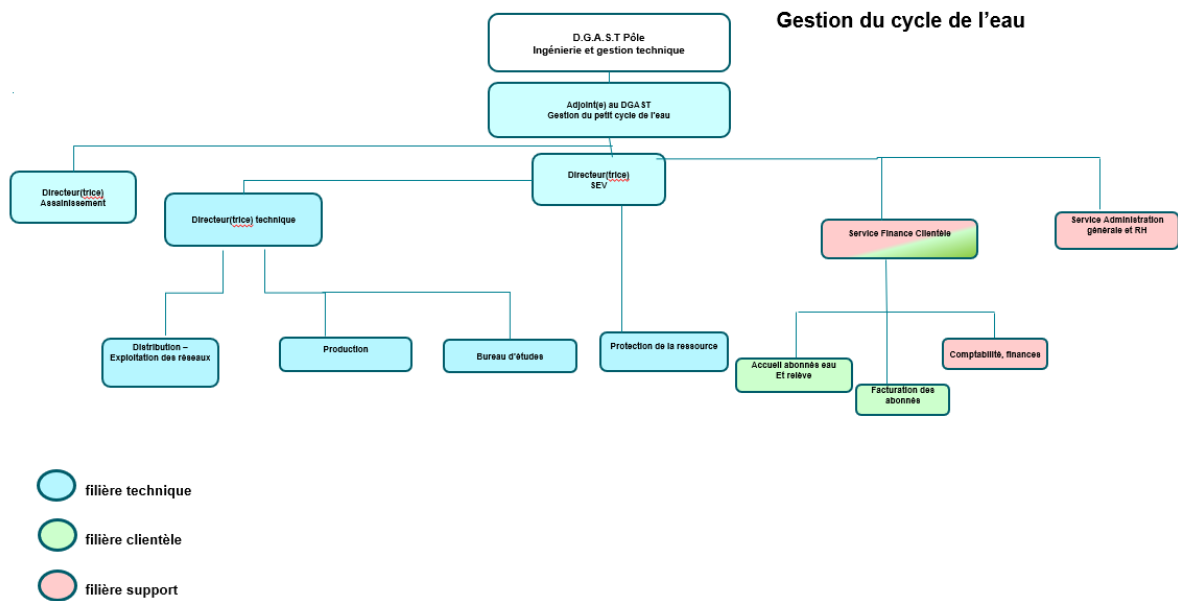 Gestion du cycle de l’eau
D.G.A.S.T Pôle
Ingénierie et gestion technique
Adjoint(e) au DGAST
Gestion du petit cycle de l’eau
Directeur(trice)
Assainissement
Directeur(trice) technique
Directeur(trice)
SEV
Service Finance Clientèle
Service Administration
générale et RH
Distribution –
Exploitation des réseaux
Production
Bureau d’études
Protection de la ressource
Accueil abonnés eau
Et relève
Facturation des
abonnés
Comptabilité, finances
filière technique
filière clientèle
filière support